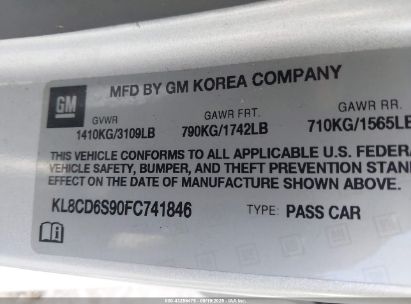 GM
MFD BY GM KOREA COMPANY
GVWR GAWR FRT. GAWR RR.
1410KG/3109LB 790KG/1742LB 710KG/1565LB
THIS VEHICLE CONFORMS TO ALL APPLICABLE U.S. FEDERA
VEHICLE SAFETY, BUMPER, AND THEFT PREVENTION STAN
EFFECT ON THE DATE OF MANUFACTURE SHOWN ABOVE.
KL8CD6S90FC741846 TYPE: PASS CAR